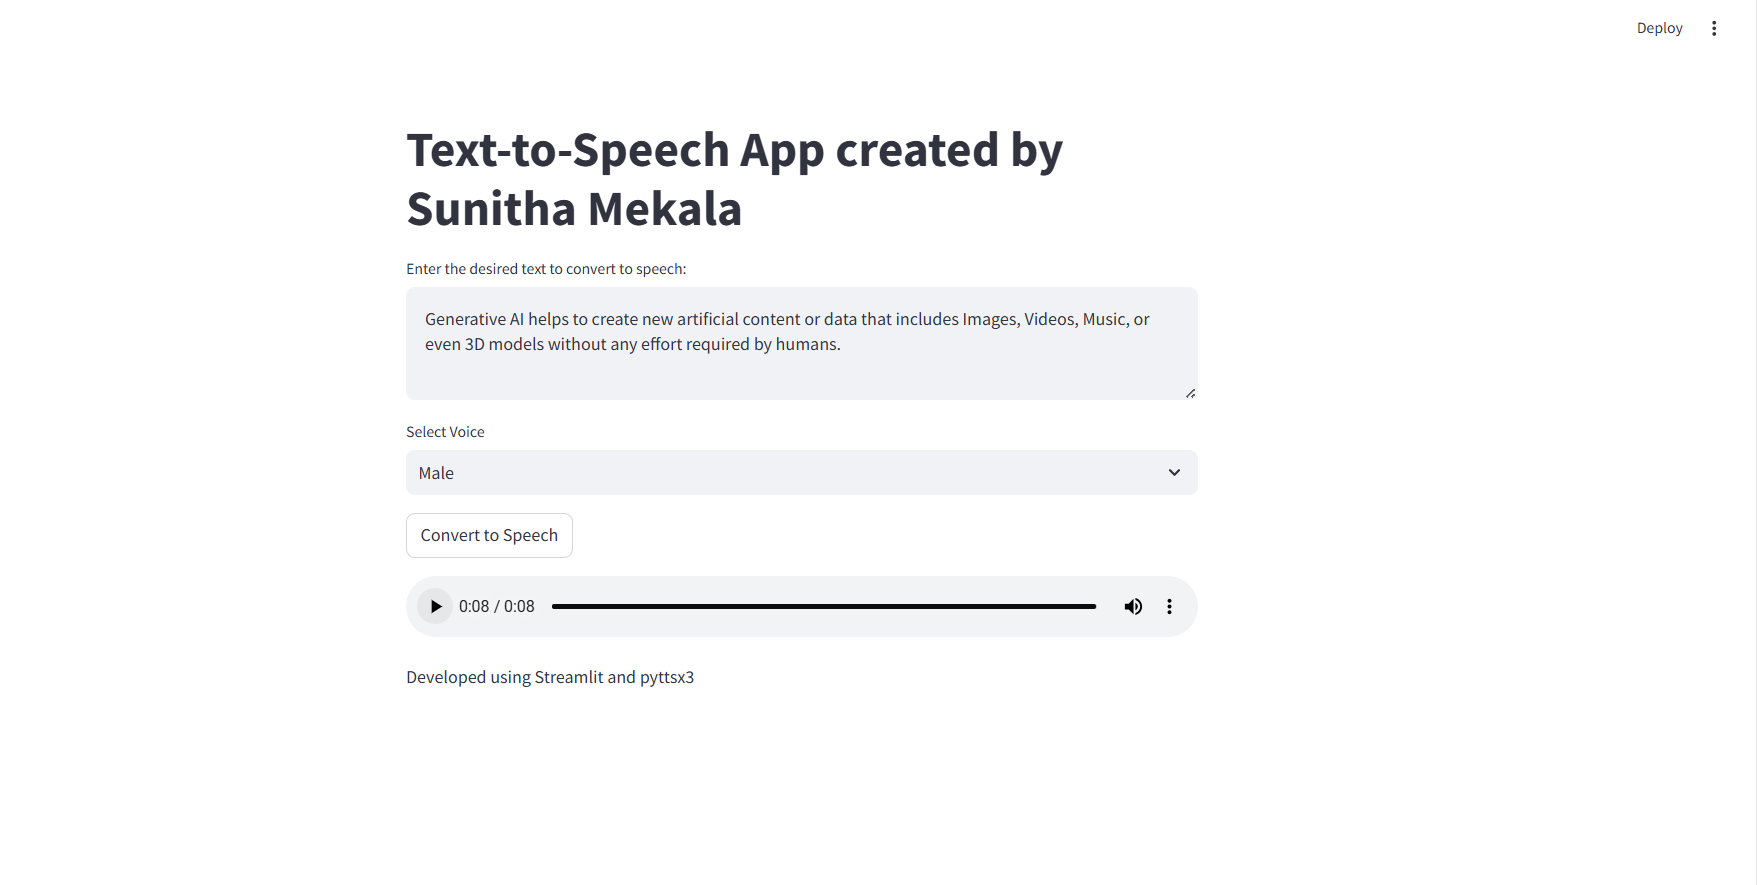 Deploy
Text-to-Speech App created by
Sunitha Mekala
Enter the desired text to convert to speech:
Generative AI helps to create new artificial content or data that includes Images, Videos, Music, or
even 3D models without any effort required by humans.
Select Voice
Male
Convert to Speech
0:08 / 0:08
Developed using Streamlit and pyttsx3